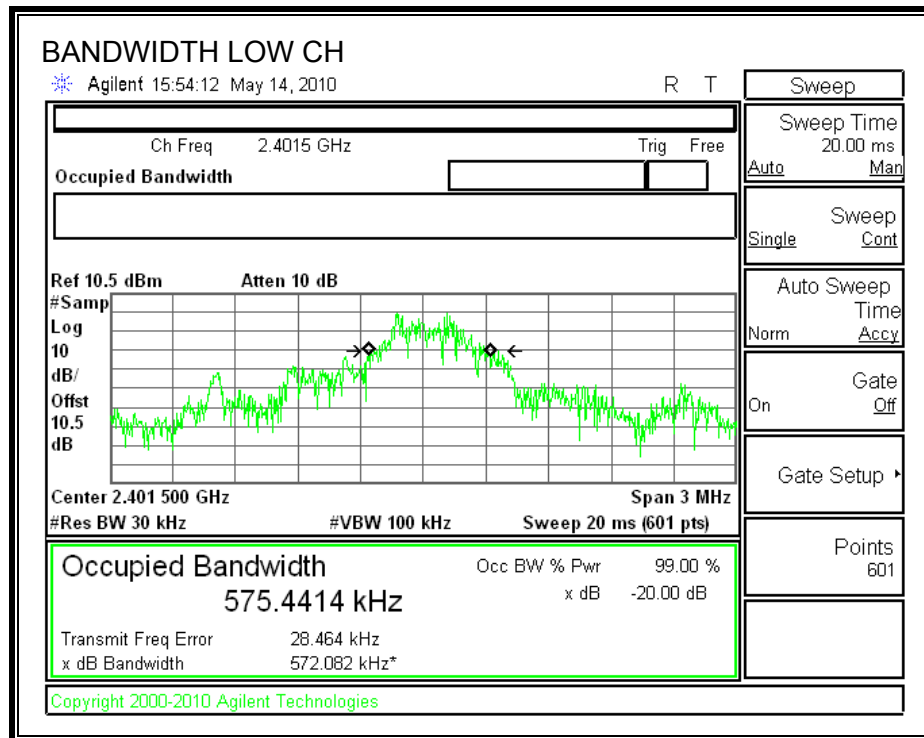 BANDWIDTH LOW CH
Agilent 15:54:12 May 14, 2010 R T
Sweep
Ch Freq 2.4015 GHz Trig Free
Occupied Bandwidth
Sweep Time
20.00 ms
Auto Man
Sweep
Single Cont
Auto Sweep
Time
Norm Accy
Gate
On Off
Gate Setup
Points
601
Ref 10.5 dBm Atten 10 dB
#Samp
Log
10
dB/
Offst
10.5
dB
Center 2.401 500 GHz Span 3 MHz
#Res BW 30 kHz #VBW 100 kHz Sweep 20 ms (601 pts)
Occupied Bandwidth Occ BW % Pwr 99.00 %
575.4414 kHz x dB -20.00 dB
Transmit Freq Error 28.464 kHz
x dB Bandwidth 572.082 kHz*
Copyright 2000-2010 Agilent Technologies